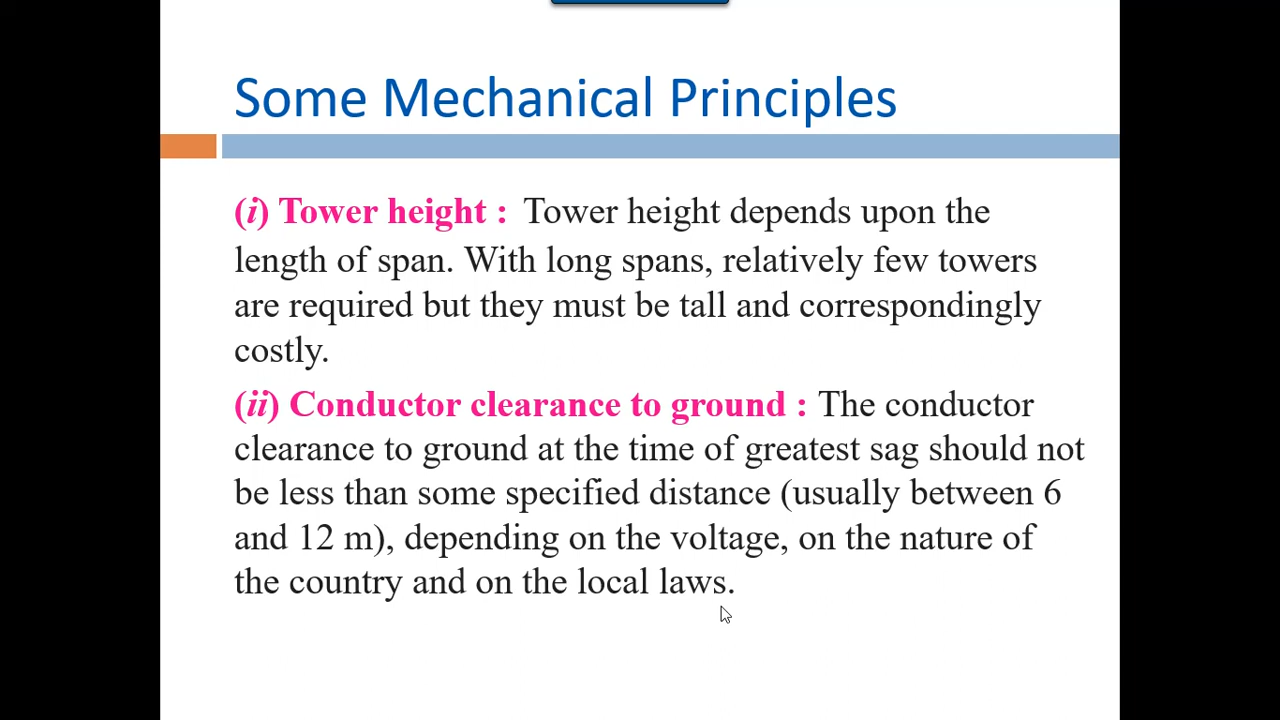 Some Mechanical Principles
(i) Tower height : Tower height depends upon the
length of span. With long spans, relatively few towers
are required but they must be tall and correspondingly
costly.
(ii) Conductor clearance to ground : The conductor
clearance to ground at the time of greatest sag should not
be less than some specified distance (usually between 6
and 12 m), depending on the voltage, on the nature of
the country and on the local laws.